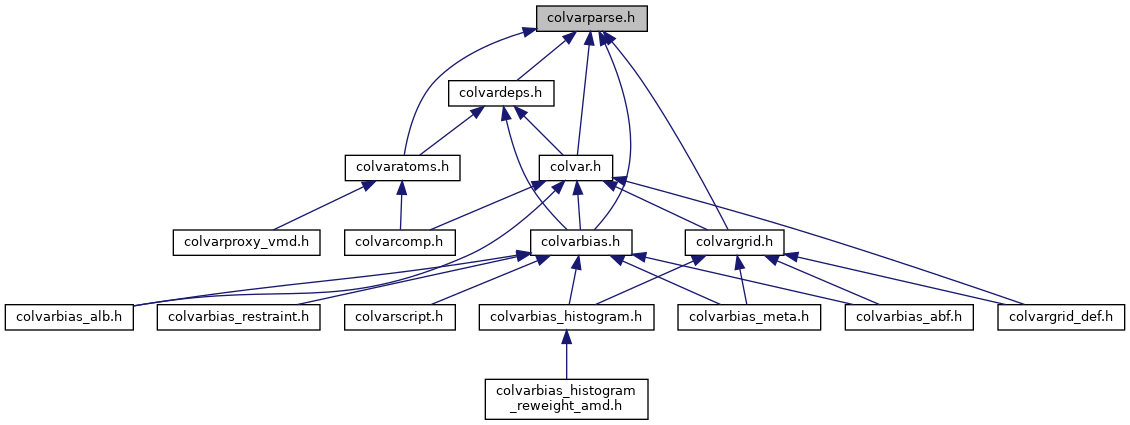 colvarparse.h
colvardeps.h
colvaratoms.h
colvar.h
colvarproxy_vmd.h
colvarcomp.h
colvarbias.h
colvargrid.h
colvarbias_alb.h
colvarbias_restraint.h
colvarscript.h
colvarbias_histogram.h
colvarbias_meta.h
colvarbias_abf.h
colvargrid_def.h
colvarbias_histogram
_reweight_amd.h